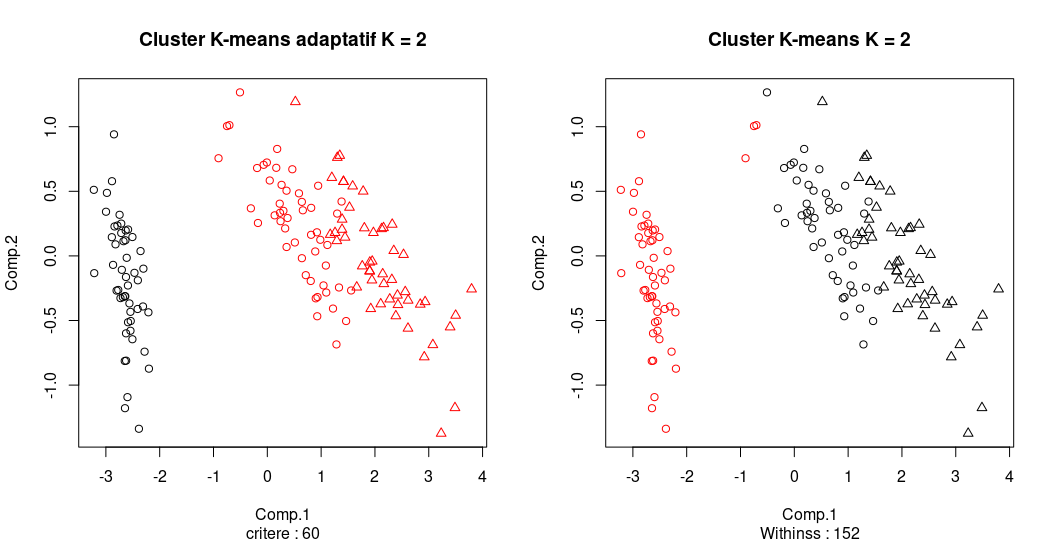 Cluster K-means adaptatif K = 2
Comp.2
1.0
0.5
0.0
-0.5
-1.0
-3 -2 -1 0 1 2 3 4
Comp.1
critere : 60
Cluster K-means K = 2
Comp.2
1.0
0.5
0.0
-0.5
-1.0
-3 -2 -1 0 1 2 3 4
Comp.1
Withinss : 152